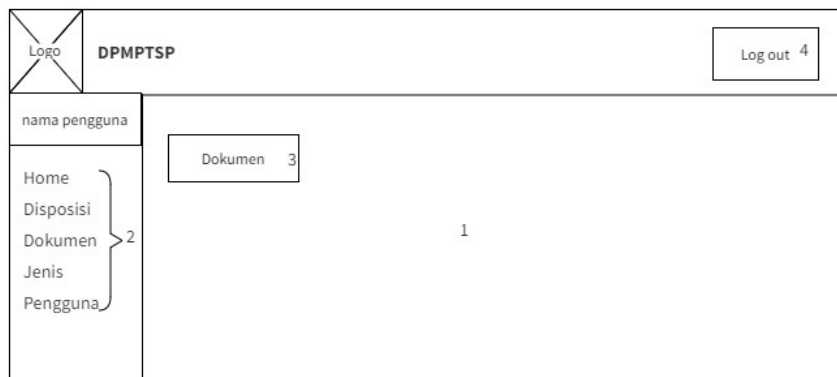 Logo
DPMPTSP
Log out 4
nama pengguna
Dokumen 3
Home
Disposisi
Dokumen 2
Jenis
Pengguna
1